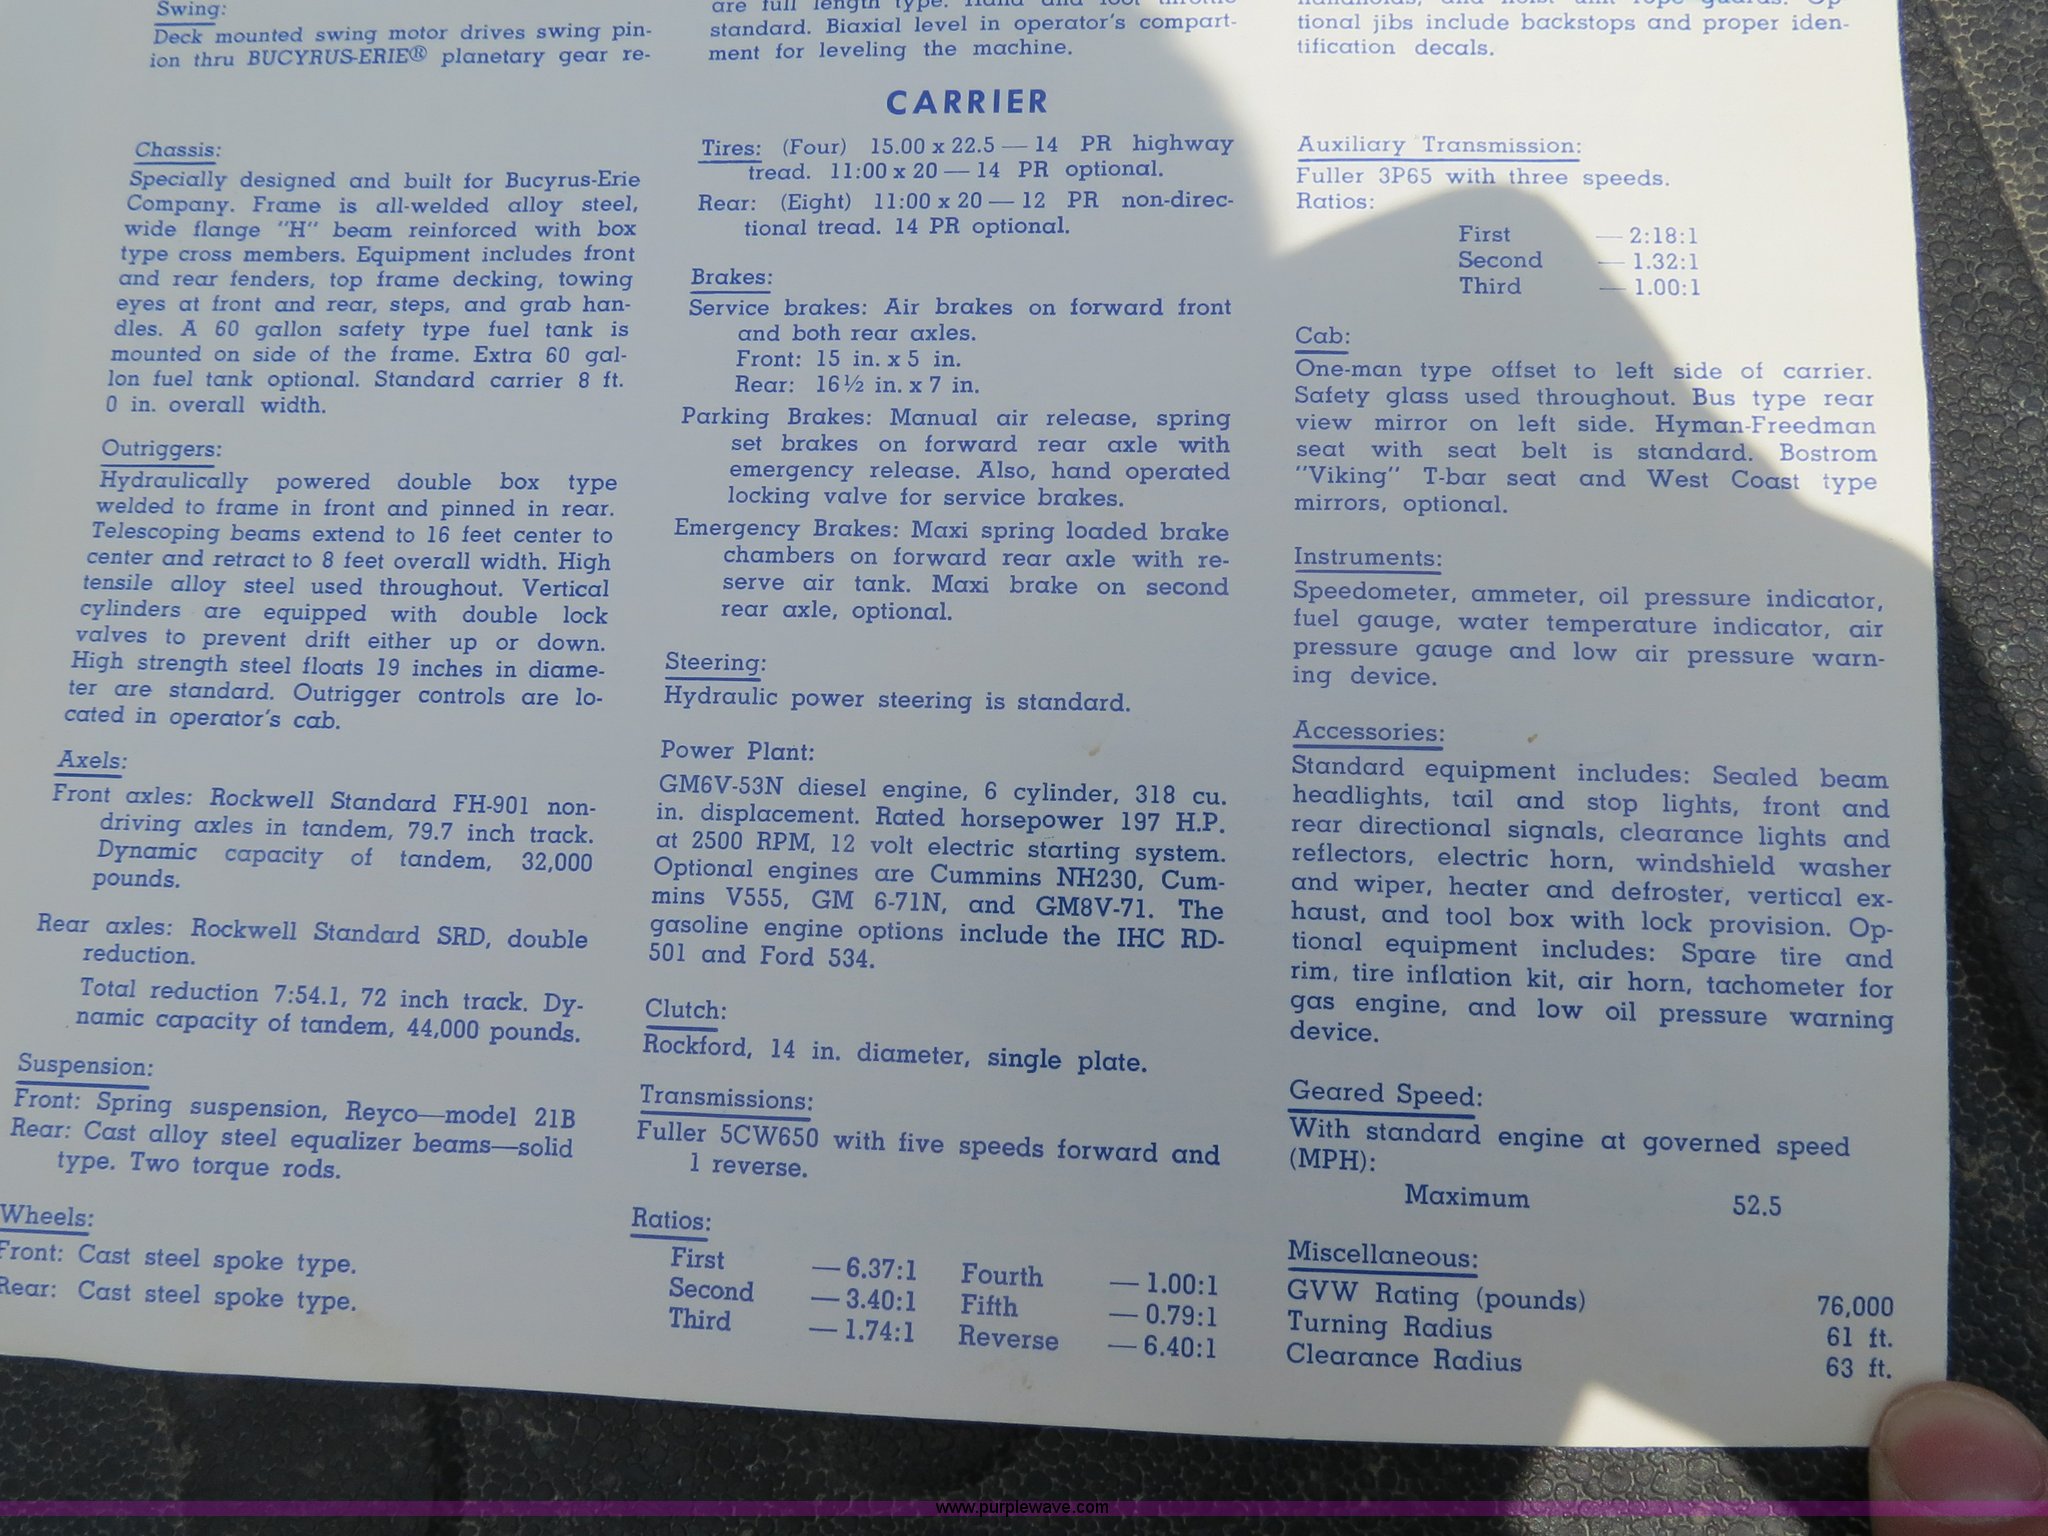 Swing:
Deck mounted swing motor drives swing pin-
ion thru BUCYRUS-ERIE® planetary gear re-
are full length type. Hand and foot throttle
standard. Biaxial level in operator's compart-
ment for leveling the machine.
handholds, and hoist unit rope guards. Op-
tional jibs include backstops and proper iden-
tification decals.
CARRIER
Chassis:
Specially designed and built for Bucyrus-Erie
Company. Frame is all-welded alloy steel,
wide flange "H" beam reinforced with box
type cross members. Equipment includes front
and rear fenders, top frame decking, towing
eyes at front and rear, steps, and grab han-
dles. A 60 gallon safety type fuel tank is
mounted on side of the frame. Extra 60 gal-
lon fuel tank optional. Standard carrier 8 ft.
0 in. overall width.
Outriggers:
Hydraulically powered double box type
welded to frame in front and pinned in rear.
Telescoping beams extend to 16 feet center to
center and retract to 8 feet overall width. High
tensile alloy steel used throughout. Vertical
cylinders are equipped with double lock
valves to prevent drift either up or down.
High strength steel floats 19 inches in diame-
ter are standard. Outrigger controls are lo-
cated in operator's cab.
Axels:
Front axles: Rockwell Standard FH-901 non-
driving axles in tandem, 79.7 inch track.
Dynamic capacity of tandem, 32,000
pounds.
Rear axles: Rockwell Standard SRD, double
reduction.
Total reduction 7:54.1, 72 inch track. Dy-
namic capacity of tandem, 44,000 pounds.
Suspension:
Front: Spring suspension, Reyco—model 21B
Rear: Cast alloy steel equalizer beams—solid
type. Two torque rods.
Wheels:
Front: Cast steel spoke type.
Rear: Cast steel spoke type.
Tires: (Four) 15.00 x 22.5 — 14 PR highway
tread. 11:00 x 20 — 14 PR optional.
Rear: (Eight) 11:00 x 20 — 12 PR non-direc-
tional tread. 14 PR optional.
Brakes:
Service brakes: Air brakes on forward front
and both rear axles.
Front: 15 in. x 5 in.
Rear: 16½ in. x 7 in.
Parking Brakes: Manual air release, spring
set brakes on forward rear axle with
emergency release. Also, hand operated
locking valve for service brakes.
Emergency Brakes: Maxi spring loaded brake
chambers on forward rear axle with re-
serve air tank. Maxi brake on second
rear axle, optional.
Steering:
Hydraulic power steering is standard.
Power Plant:
GM6V-53N diesel engine, 6 cylinder, 318 cu.
in. displacement. Rated horsepower 197 H.P.
at 2500 RPM, 12 volt electric starting system.
Optional engines are Cummins NH230, Cum-
mins V555, GM 6-71N, and GM8V-71. The
gasoline engine options include the IHC RD-
501 and Ford 534.
Clutch:
Rockford, 14 in. diameter, single plate.
Transmissions:
Fuller 5CW650 with five speeds forward and
1 reverse.
Ratios:
First — 6.37:1 Fourth — 1.00:1
Second — 3.40:1 Fifth — 0.79:1
Third — 1.74:1 Reverse — 6.40:1
Auxiliary Transmission:
Fuller 3P65 with three speeds.
Ratios:
First — 2:18:1
Second — 1.32:1
Third — 1.00:1
Cab:
One-man type offset to left side of carrier.
Safety glass used throughout. Bus type rear
view mirror on left side. Hyman-Freedman
seat with seat belt is standard. Bostrom
"Viking" T-bar seat and West Coast type
mirrors, optional.
Instruments:
Speedometer, ammeter, oil pressure indicator,
fuel gauge, water temperature indicator, air
pressure gauge and low air pressure warn-
ing device.
Accessories:
Standard equipment includes: Sealed beam
headlights, tail and stop lights, front and
rear directional signals, clearance lights and
reflectors, electric horn, windshield washer
and wiper, heater and defroster, vertical ex-
haust, and tool box with lock provision. Op-
tional equipment includes: Spare tire and
rim, tire inflation kit, air horn, tachometer for
gas engine, and low oil pressure warning
device.
Geared Speed:
With standard engine at governed speed
(MPH):
Maximum 52.5
Miscellaneous:
GVW Rating (pounds) 76,000
Turning Radius 61 ft.
Clearance Radius 63 ft.
www.purplewave.com